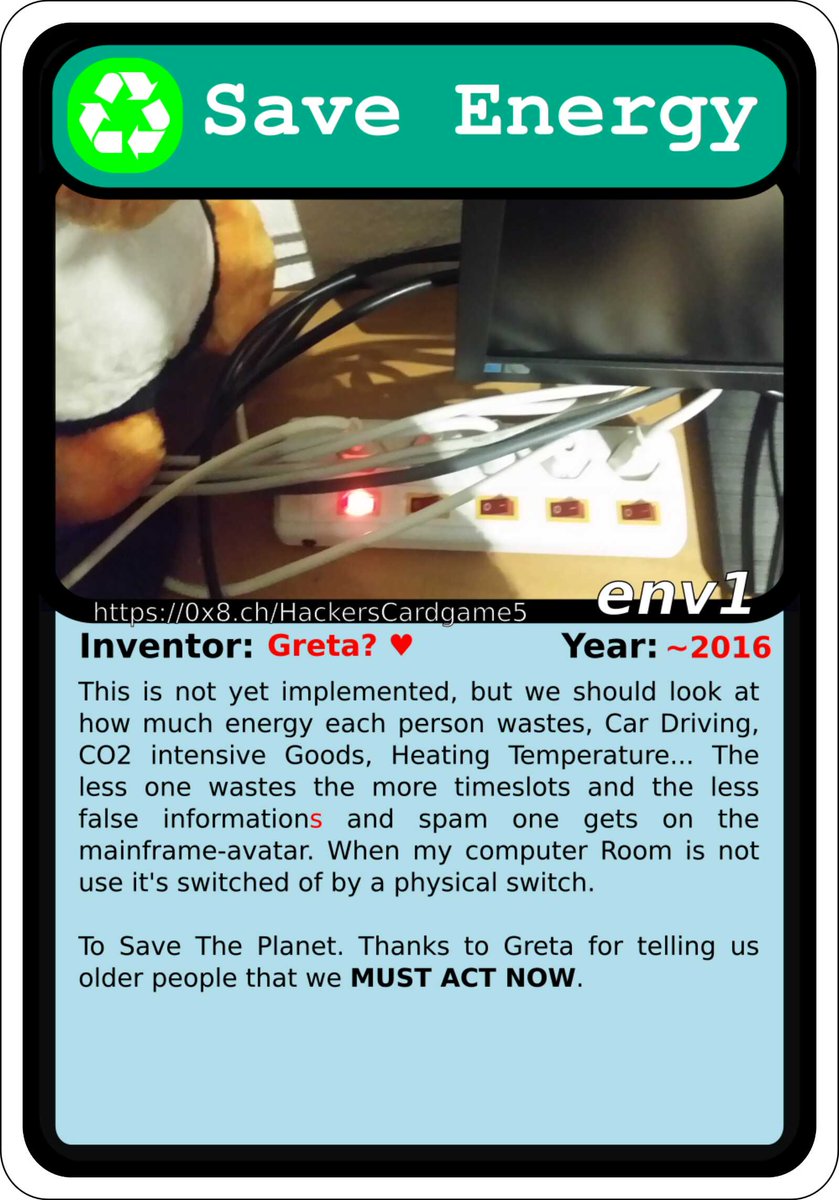 Save Energy
env1
https://0x8.ch/HackersCardgame5
Inventor: Greta? ♥ Year: ~2016
This is not yet implemented, but we should look at
how much energy each person wastes, Car Driving,
CO2 intensive Goods, Heating Temperature... The
less one wastes the more timeslots and the less
false informations and spam one gets on the
mainframe-avatar. When my computer Room is not
use it's switched of by a physical switch.
To Save The Planet. Thanks to Greta for telling us
older people that we MUST ACT NOW.